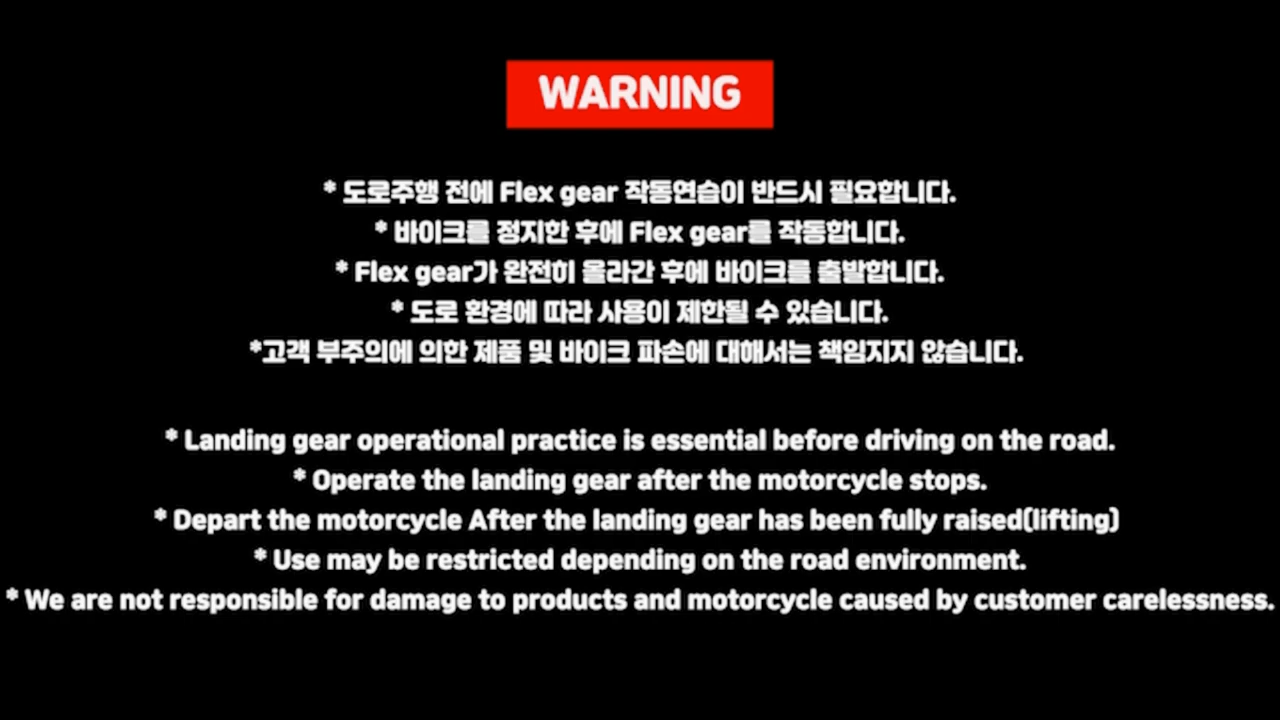 WARNING
* 도로주행 전에 Flex gear 작동연습이 반드시 필요합니다.
* 바이크를 정지한 후에 Flex gear를 작동합니다.
* Flex gear가 완전히 올라간 후에 바이크를 출발합니다.
* 도로 환경에 따라 사용이 제한될 수 있습니다.
*고객 부주의에 의한 제품 및 바이크 파손에 대해서는 책임지지 않습니다.
* Landing gear operational practice is essential before driving on the road.
* Operate the landing gear after the motorcycle stops.
* Depart the motorcycle After the landing gear has been fully raised(lifting)
* Use may be restricted depending on the road environment.
* We are not responsible for damage to products and motorcycle caused by customer carelessness.